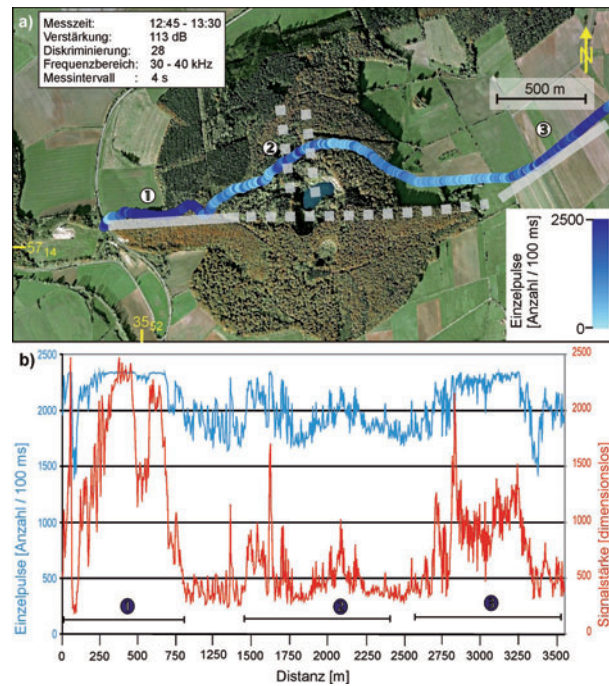 a)
Messzeit: 12:45 - 13:30
Verstärkung: 113 dB
Diskriminierung: 28
Frequenzbereich: 30 - 40 kHz
Messintervall: 4 s
N
500 m
①
②
③
57 14
35 52
2500
0
Einzelpulse
[Anzahl / 100 ms]
b)
2500
2000
1500
1000
500
0
Einzelpulse [Anzahl / 100 ms]
2500
2000
1500
1000
500
0
Signalstärke [dimensionslos]
0 250 500 750 1000 1250 1500 1750 2000 2250 2500 2750 3000 3250 3500
Distanz [m]